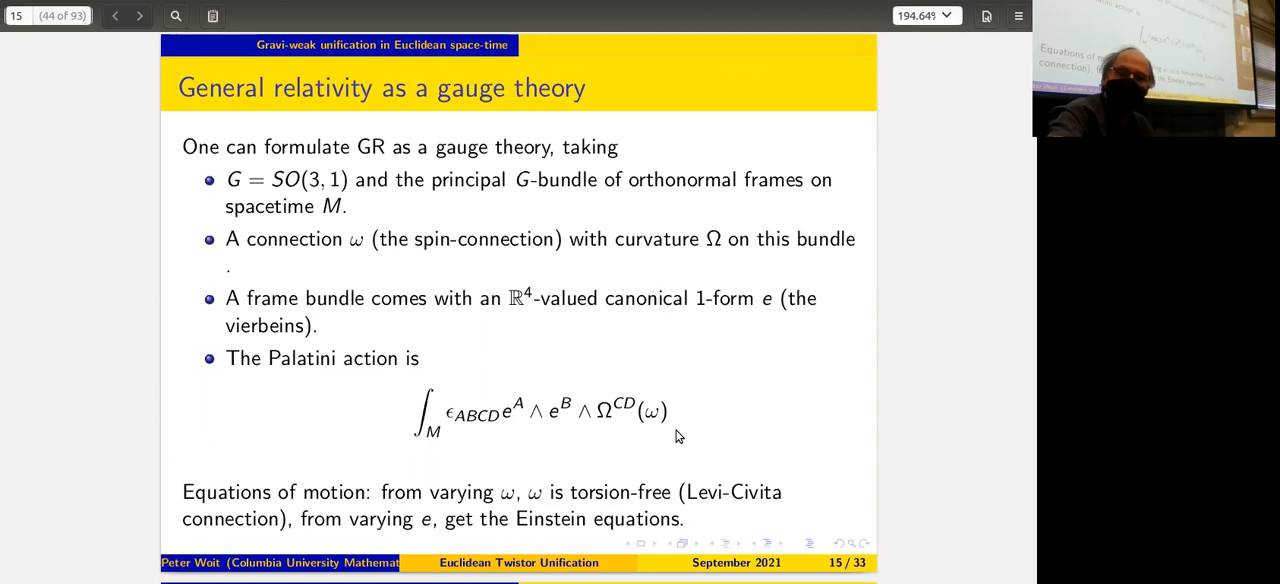 15 (44 of 93) 194.64%
Gravi-weak unification in Euclidean space-time
General relativity as a gauge theory
One can formulate GR as a gauge theory, taking
G = SO(3, 1) and the principal G-bundle of orthonormal frames on
spacetime M.
A connection ω (the spin-connection) with curvature Ω on this bundle
.
A frame bundle comes with an ℝ⁴-valued canonical 1-form e (the
vierbeins).
The Palatini action is
∫_M ϵ_{ABCD} e^A ∧ e^B ∧ Ω^{CD}(ω)
Equations of motion: from varying ω, ω is torsion-free (Levi-Civita
connection), from varying e, get the Einstein equations.
Peter Woit (Columbia University Mathemat Euclidean Twistor Unification September 2021 15 / 33